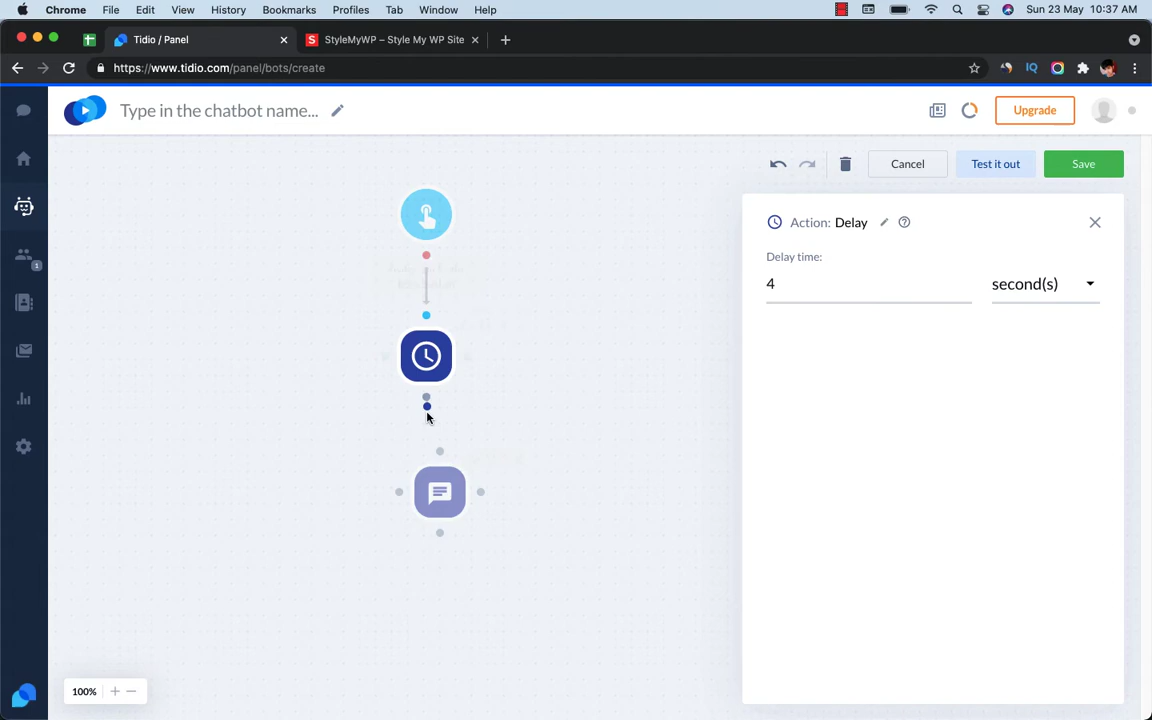 Chrome File Edit View History Bookmarks Profiles Tab Window Help Sun 23 May 10:37 AM
Tidio / Panel StyleMyWP – Style My WP Site
https://www.tidio.com/panel/bots/create
IQ
Type in the chatbot name... Upgrade
Cancel Test it out Save
Action: Delay
Delay time:
4 second(s)
1
100%